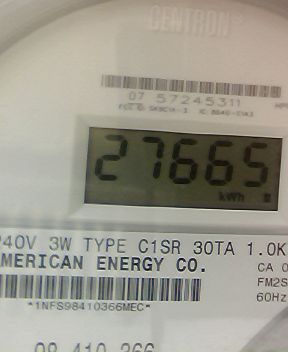 CENTRON®
07 57245311
27665
kWh
240V 3W TYPE C1SR 30TA 1.0K
AMERICAN ENERGY CO.
CA 0
FM2S
60Hz
*1NFS98410366MEC*
98 410 366